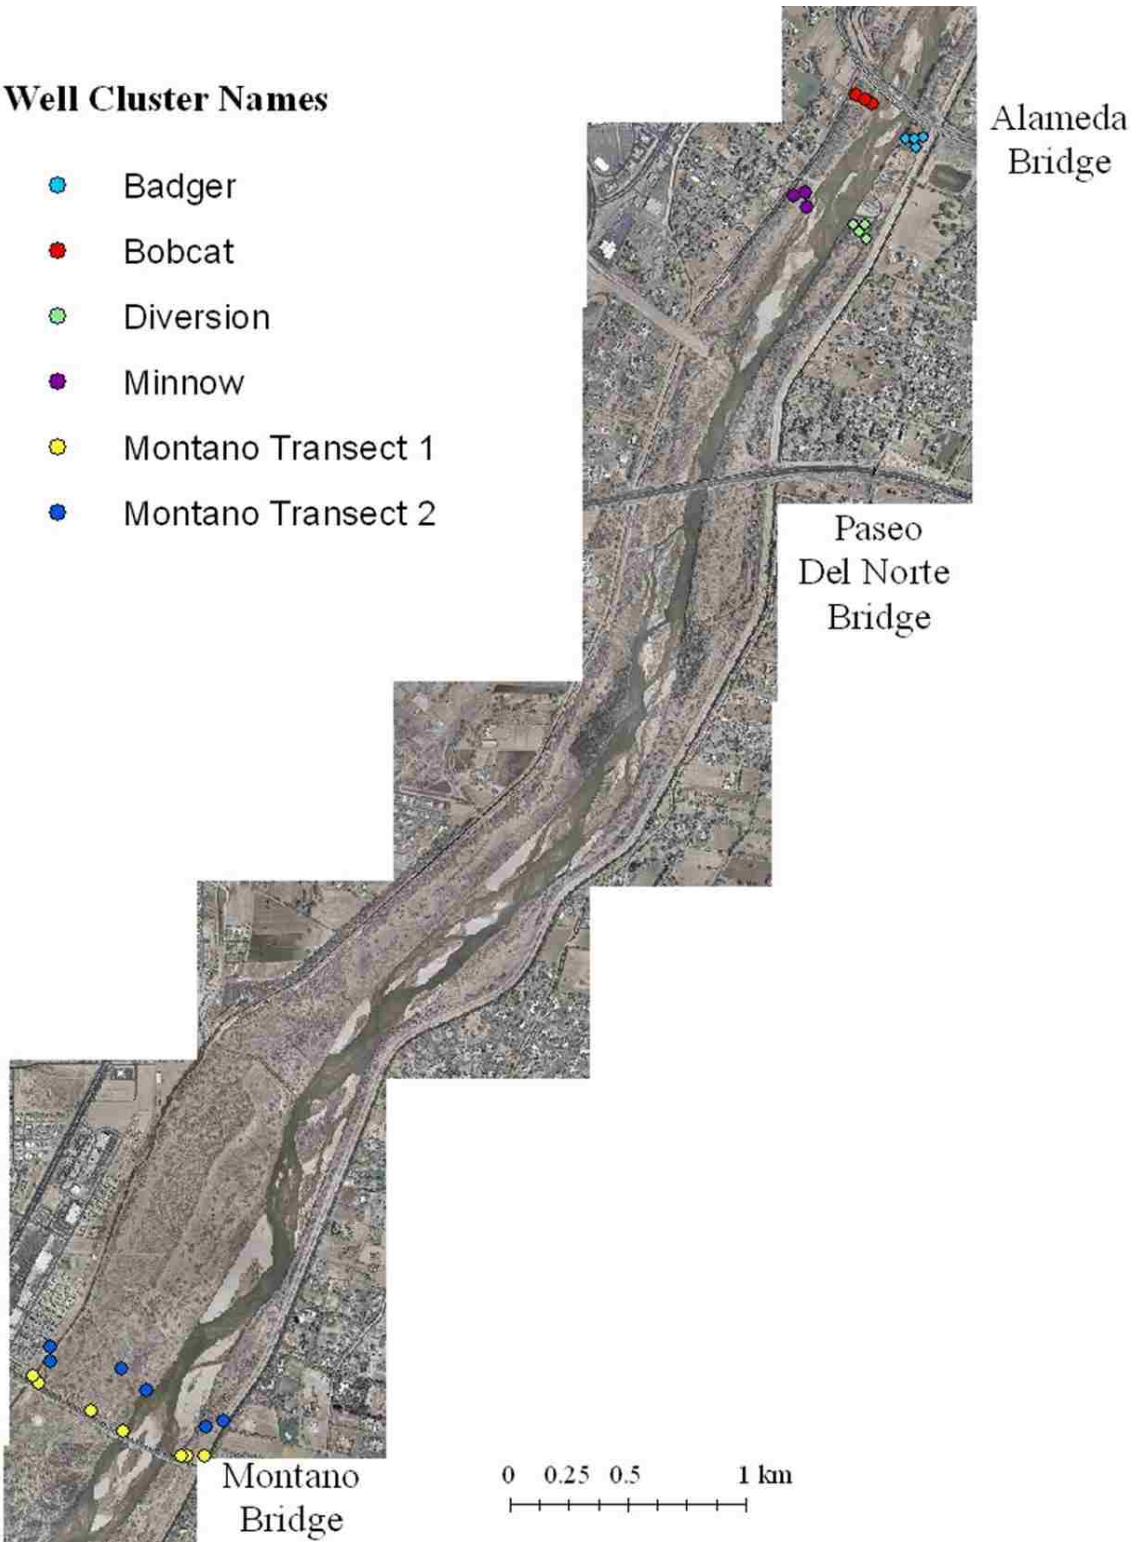 Well Cluster Names
Badger
Bobcat
Diversion
Minnow
Montano Transect 1
Montano Transect 2
Alameda
Bridge
Paseo
Del Norte
Bridge
Montano
Bridge
0 0.25 0.5 1 km